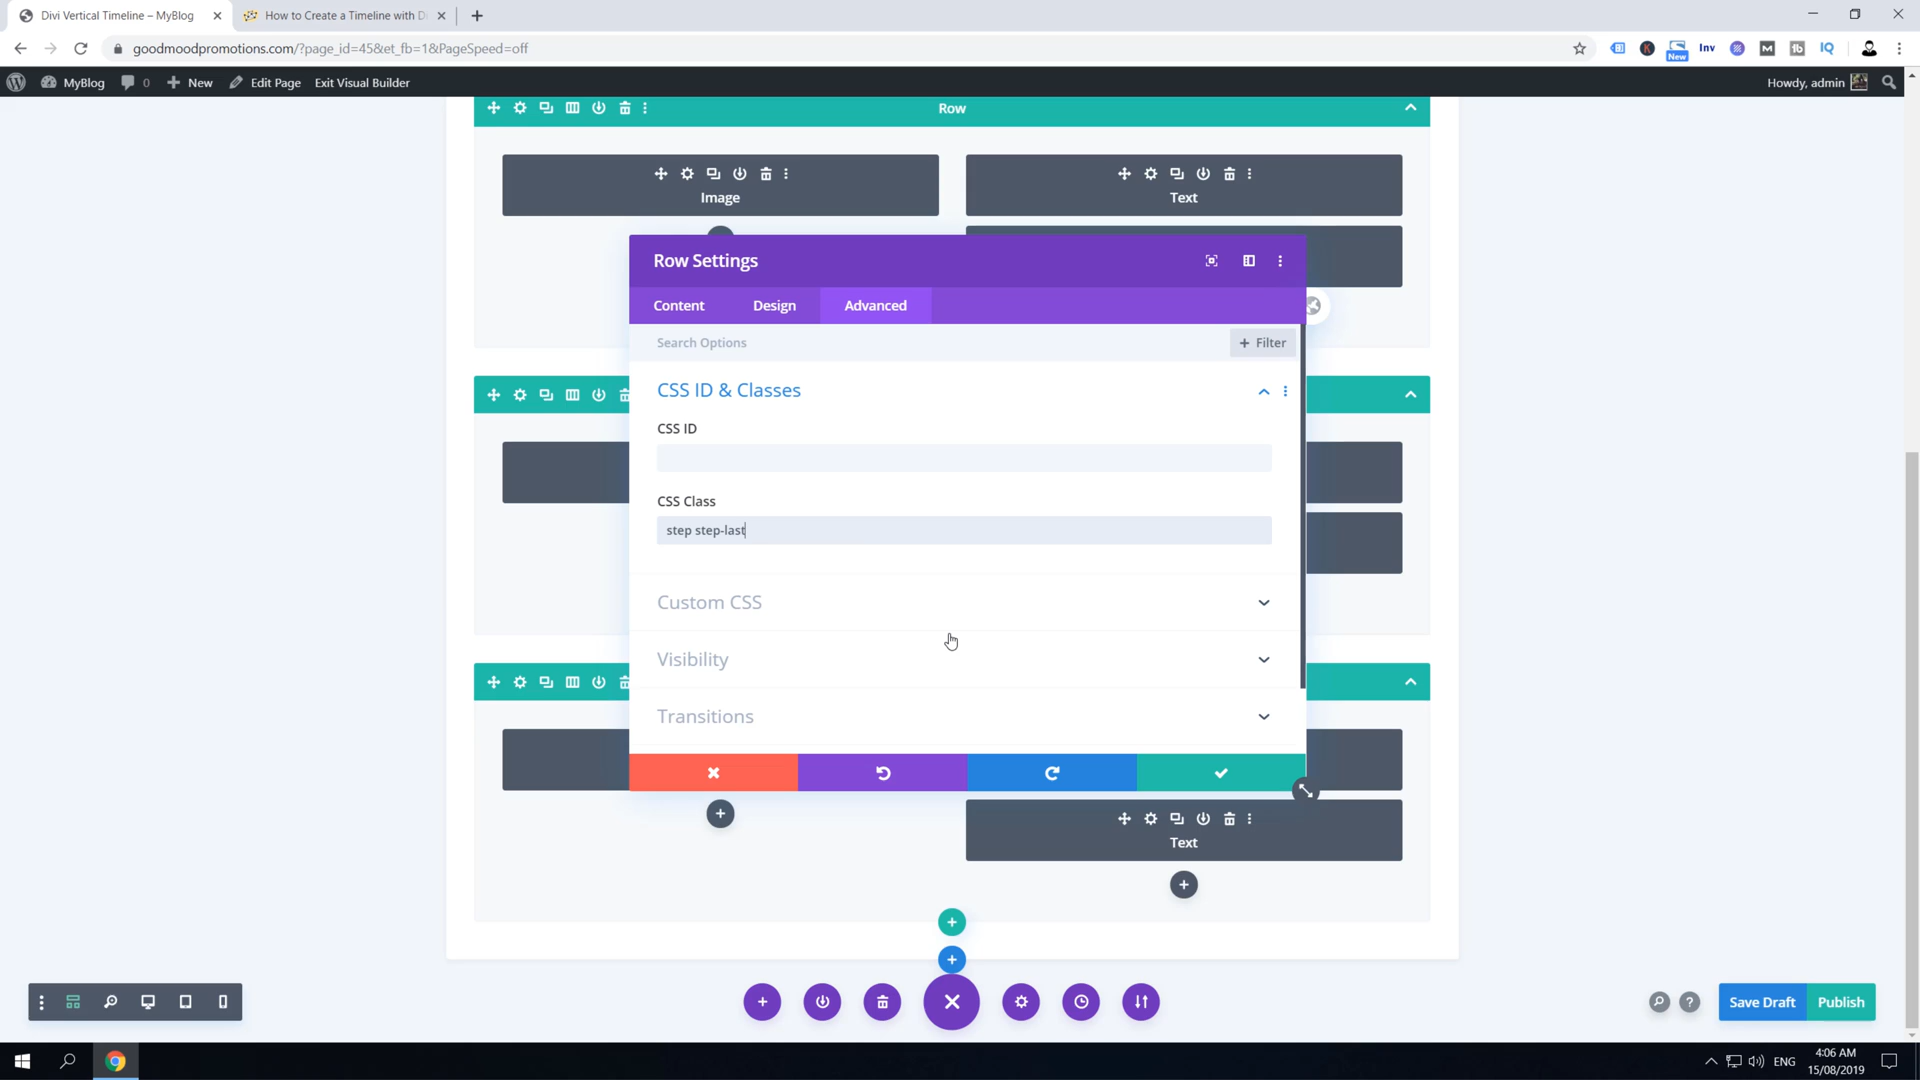 Divi Vertical Timeline – MyBlog
How to Create a Timeline with D
goodmoodpromotions.com/?page_id=45&et_fb=1&PageSpeed=off
New
Inv
M
tb
IQ
K
MyBlog
0
New
Edit Page
Exit Visual Builder
Howdy, admin
Row
Image
Text
Row Settings
Content
Design
Advanced
Search Options
+ Filter
CSS ID & Classes
CSS ID
CSS Class
step step-last
Custom CSS
Visibility
Transitions
Text
Save Draft
Publish
ENG
4:06 AM
15/08/2019